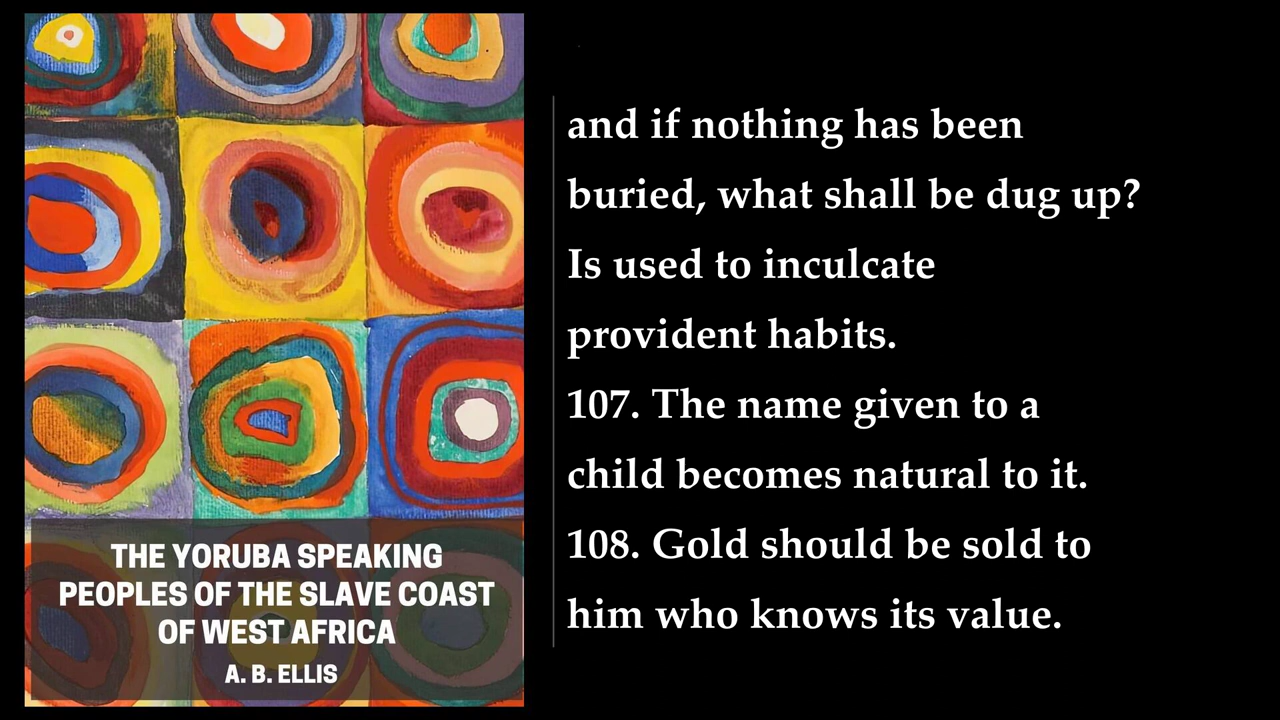 THE YORUBA SPEAKING
PEOPLES OF THE SLAVE COAST
OF WEST AFRICA
A. B. ELLIS
and if nothing has been
buried, what shall be dug up?
Is used to inculcate
provident habits.
107. The name given to a
child becomes natural to it.
108. Gold should be sold to
him who knows its value.